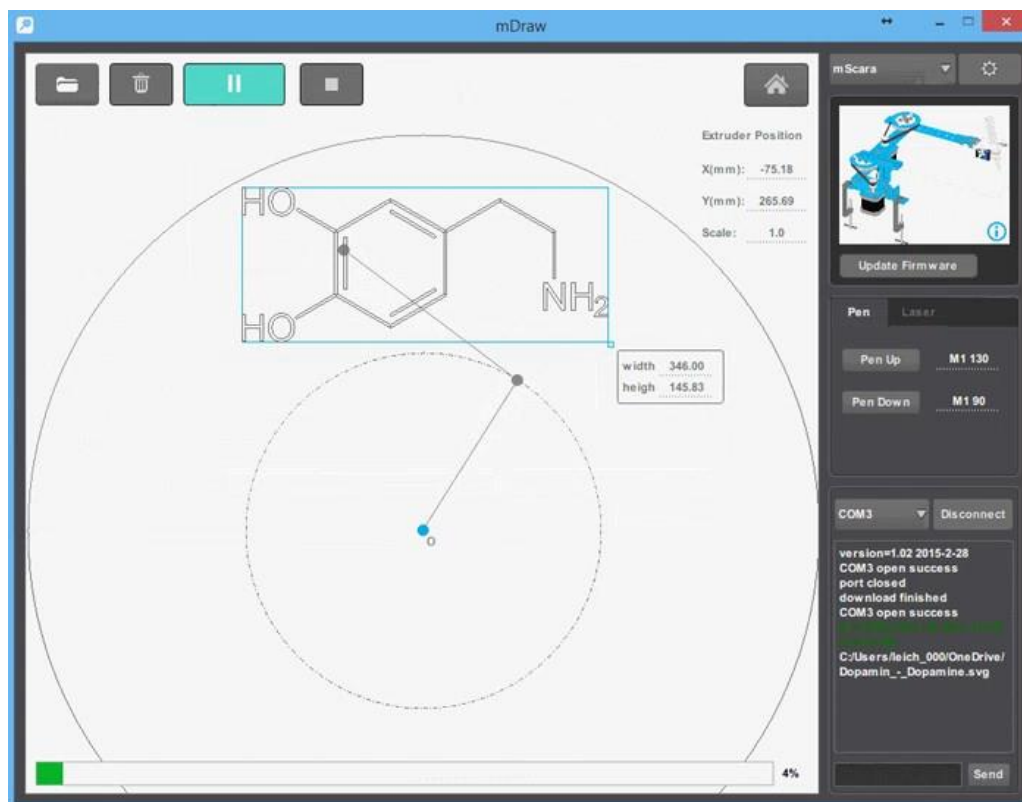 mDraw
mScara
Extruder Position
X(mm): -75.18
Y(mm): 265.69
Scale: 1.0
HO
HO
NH2
width 346.00
heigh 145.83
O
4%
Update Firmware
Pen Laser
Pen Up M1 130
Pen Down M1 90
COM3 Disconnect
version=1.02 2015-2-28
COM3 open success
port closed
download finished
COM3 open success
C:/Users/leich_000/OneDrive/
Dopamin_-_Dopamine.svg
Send